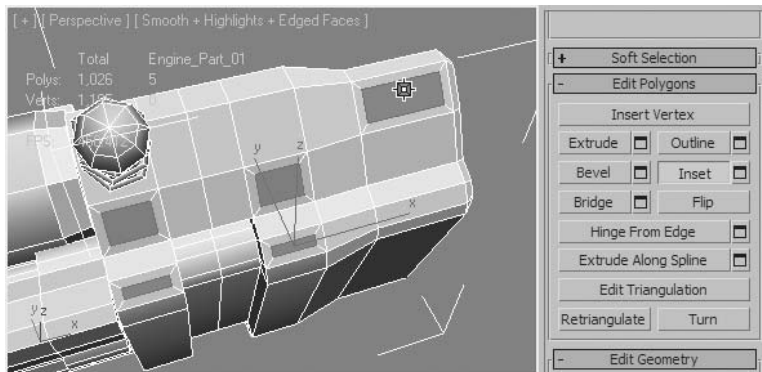 [ + ] [ Perspective ] [ Smooth + Highlights + Edged Faces ]
Total Engine_Part_01
Polys: 1,026 5
Verts: 0
FPS:
y z x
y z x
+ Soft Selection
- Edit Polygons
Insert Vertex
Extrude Outline
Bevel Inset
Bridge Flip
Hinge From Edge
Extrude Along Spline
Edit Triangulation
Retriangulate Turn
- Edit Geometry